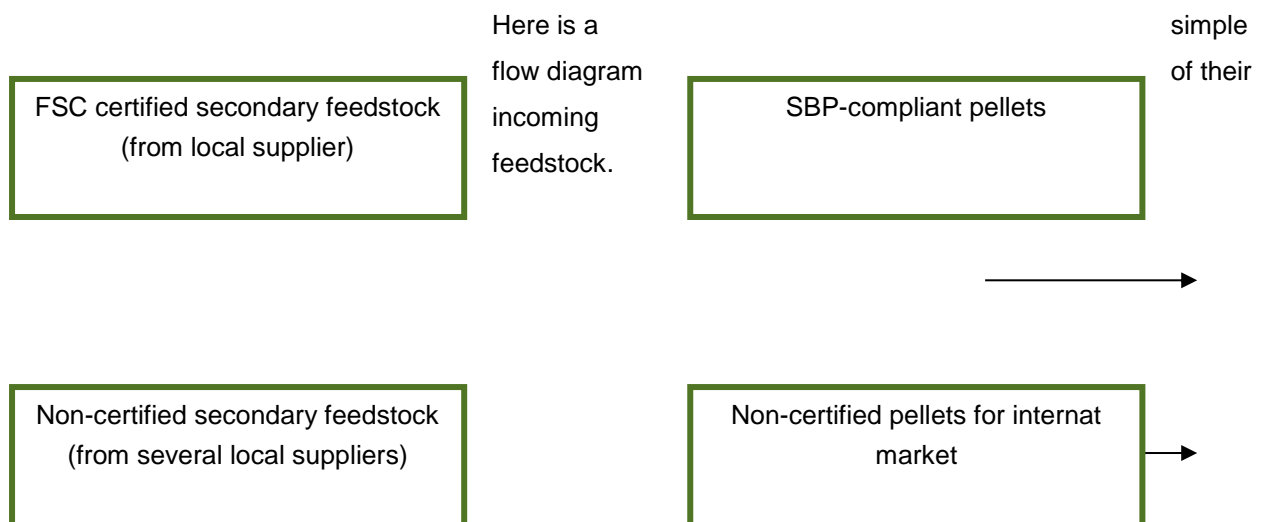 Here is a simple
flow diagram of their
incoming
feedstock.
FSC certified secondary feedstock
(from local supplier)
SBP-compliant pellets
Non-certified secondary feedstock
(from several local suppliers)
Non-certified pellets for internat
market